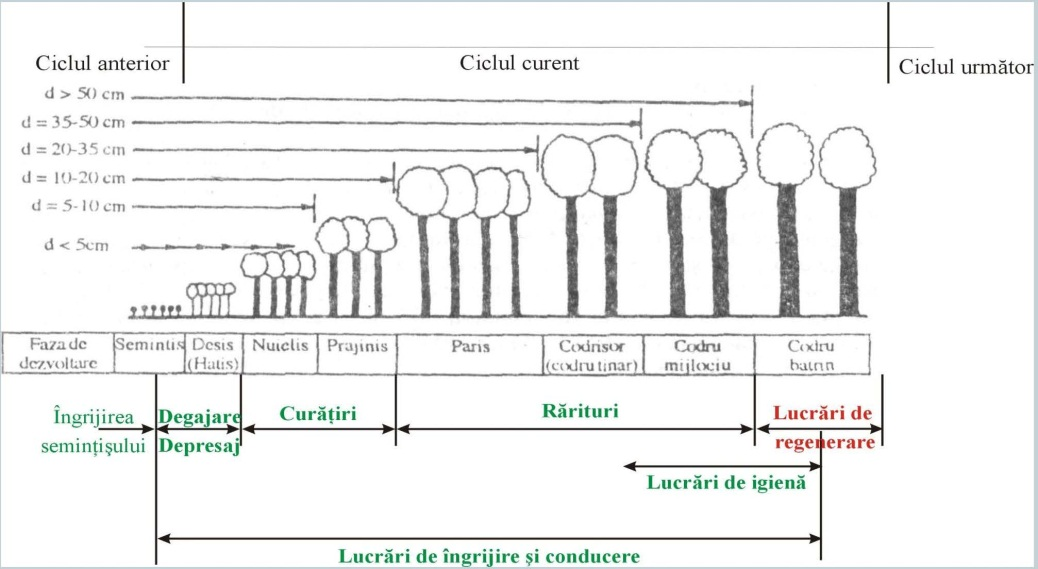 Ciclul anterior
Ciclul curent
Ciclul următor
d > 50 cm
d = 35-50 cm
d = 20-35 cm
d = 10-20 cm
d = 5-10 cm
d < 5cm
Faza de
dezvoltare
Semintis
Desis
(Hatis)
Nuielis
Prajinis
Paris
Codrisor
(codru tinar)
Codru
mijlociu
Codru
batrin
Îngrijirea
semințișului
Degajare
Depresaj
Curățiri
Rărituri
Lucrări de
regenerare
Lucrări de igienă
Lucrări de îngrijire și conducere